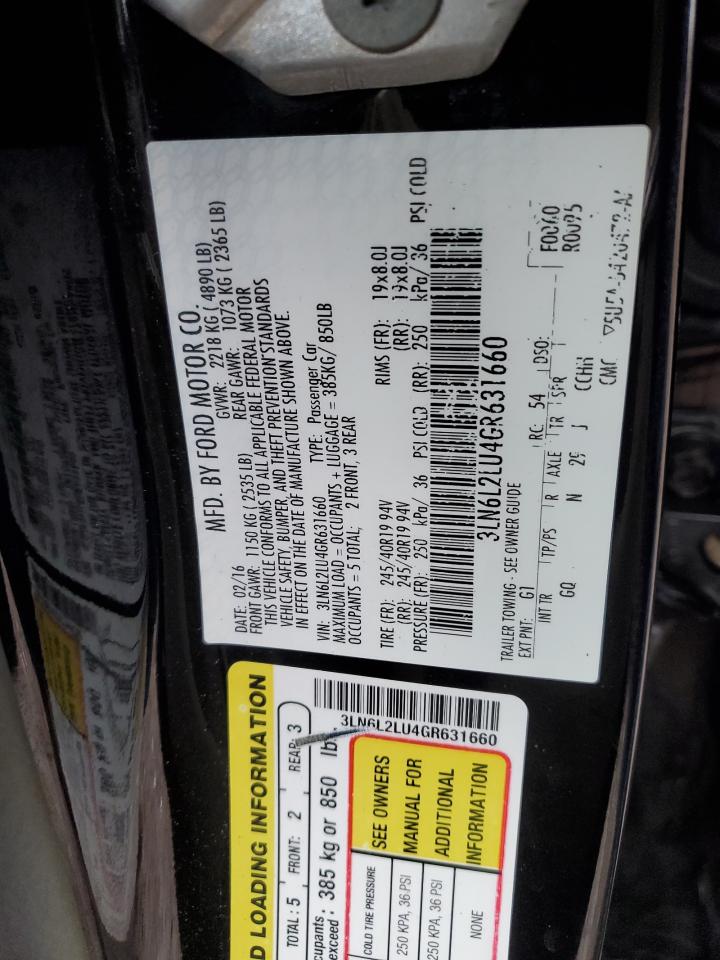 MFD. BY FORD MOTOR CO.
DATE: 02/16 GVWR: 2218 KG ( 4890 LB)
FRONT GAWR: 1150 KG ( 2535 LB) REAR GAWR: 1073 KG ( 2365 LB)
THIS VEHICLE CONFORMS TO ALL APPLICABLE FEDERAL MOTOR
VEHICLE SAFETY, BUMPER, AND THEFT PREVENTION STANDARDS
IN EFFECT ON THE DATE OF MANUFACTURE SHOWN ABOVE.
VIN: 3LN6L2LU4GR631660 TYPE: Passenger Car
MAXIMUM LOAD = OCCUPANTS + LUGGAGE = 385KG/ 850LB
OCCUPANTS = 5 TOTAL; 2 FRONT, 3 REAR
TIRE (FR): 245/40R19 94V RIMS (FR): 19x8.0J
(RR): 245/40R19 94V (RR): 19x8.0J
PRESSURE (FR): 250 kPa/ 36 PSI COLD (RR): 250 kPa/ 36 PSI COLD
3LN6L2LU4GR631660
TRAILER TOWING - SEE OWNER GUIDE
EXT PNT: G1 RC: 54 DSO: F0060
R0095
INT TR TP/PS R AXLE TR SPR
GQ N 29 J CCHH
CMC
D LOADING INFORMATION
TOTAL : 5 FRONT: 2 REAR: 3
cupants
exceed : 385 kg or 850 lbs.
3LN6L2LU4GR631660
COLD TIRE PRESSURE
250 KPA, 36 PSI
250 KPA, 36 PSI
NONE
SEE OWNERS
MANUAL FOR
ADDITIONAL
INFORMATION